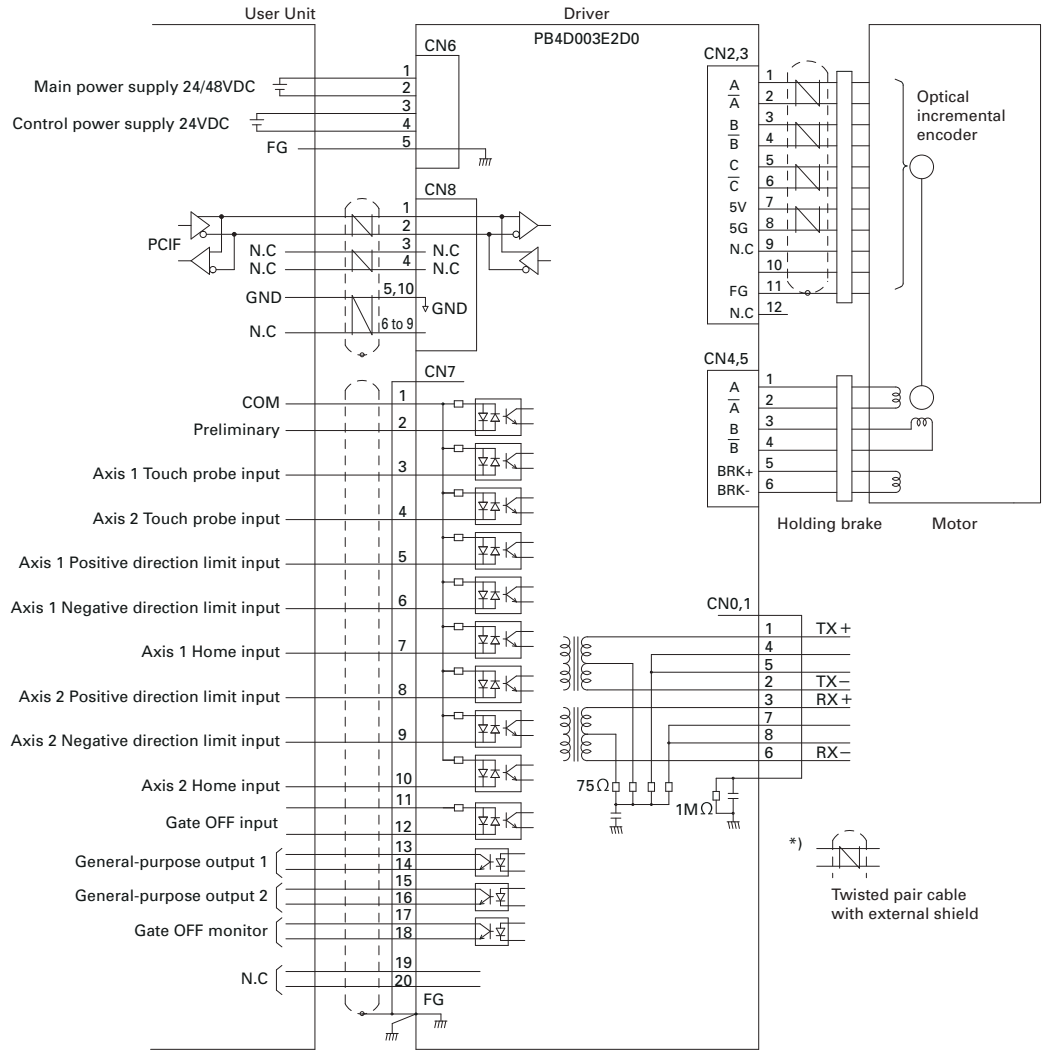 User Unit
Driver
PB4D003E2D0
CN6
Main power supply 24/48VDC
1
2
Control power supply 24VDC
3
4
FG
5
CN8
PCIF
1
2
N.C 3 N.C
N.C 4 N.C
GND 5,10 GND
N.C 6 to 9
CN7
COM 1
Preliminary 2
Axis 1 Touch probe input 3
Axis 2 Touch probe input 4
Axis 1 Positive direction limit input 5
Axis 1 Negative direction limit input 6
Axis 1 Home input 7
Axis 2 Positive direction limit input 8
Axis 2 Negative direction limit input 9
Axis 2 Home input 10
11
Gate OFF input 12
General-purpose output 1
13
14
General-purpose output 2
15
16
Gate OFF monitor
17
18
N.C
19
20
FG
CN2,3
A 1
A 2
B 3
B 4
C 5
C 6
5V 7
5G 8
N.C 9
10
FG 11
N.C 12
Optical
incremental
encoder
CN4,5
A 1
A 2
B 3
B 4
BRK+ 5
BRK- 6
Holding brake
Motor
CN0,1
1 TX+
4
5
2 TX−
3 RX+
7
8
6 RX−
75Ω
1MΩ
*)
Twisted pair cable
with external shield